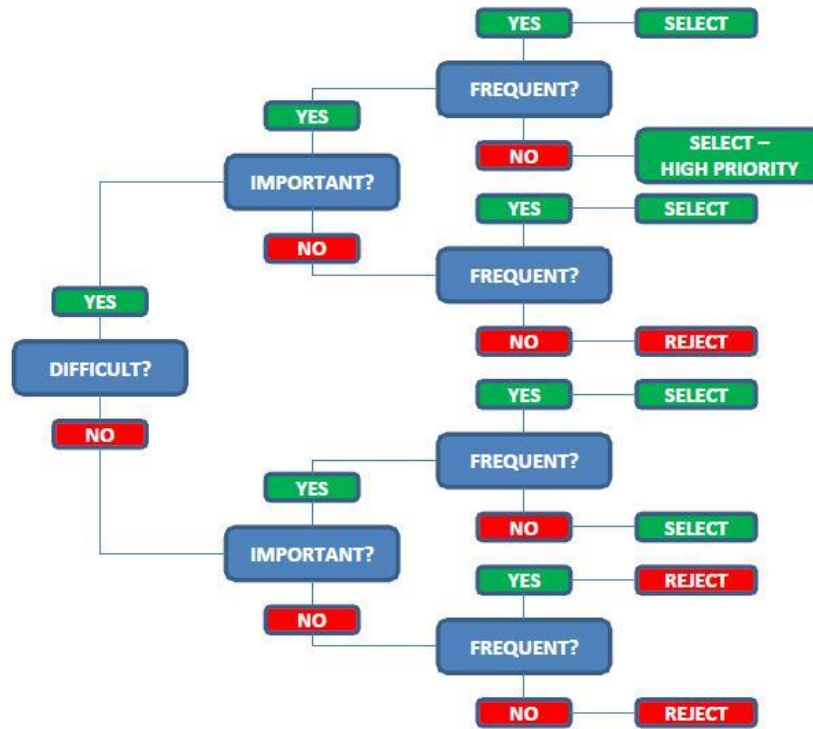 YES
SELECT
FREQUENT?
YES
NO
SELECT –
HIGH PRIORITY
IMPORTANT?
YES
SELECT
NO
FREQUENT?
YES
NO
REJECT
DIFFICULT?
YES
SELECT
NO
FREQUENT?
YES
NO
SELECT
IMPORTANT?
YES
REJECT
NO
FREQUENT?
NO
REJECT